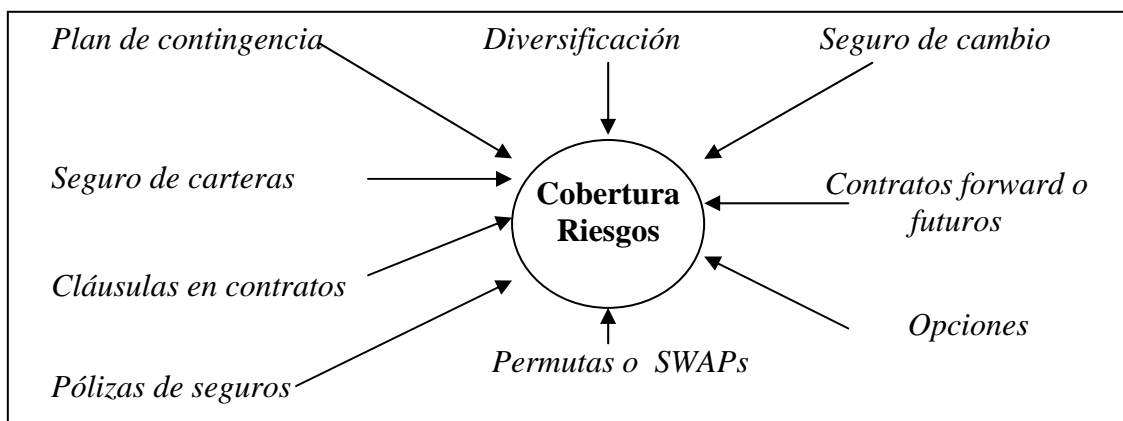 Plan de contingencia
Diversificación
Seguro de cambio
Seguro de carteras
Cobertura
Riesgos
Contratos forward o
futuros
Cláusulas en contratos
Opciones
Permutas o SWAPs
Pólizas de seguros